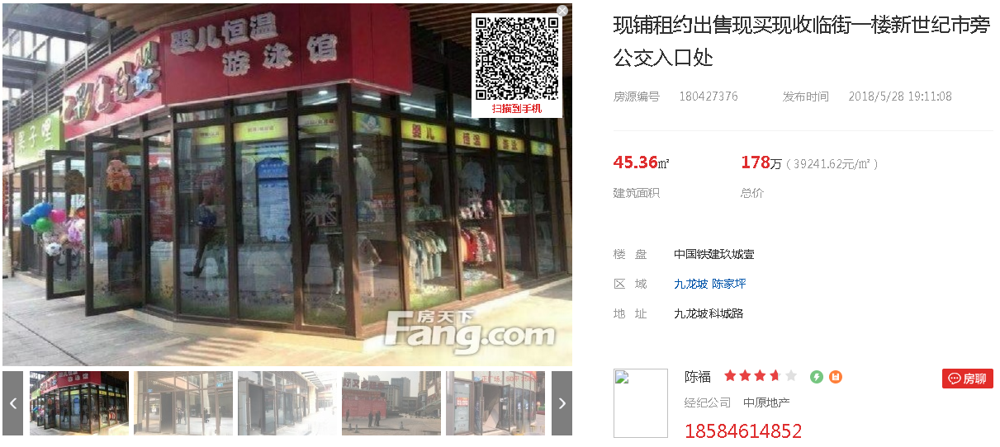 婴儿恒温
游泳馆
扫描到手机
婴儿
恒温
房天下
Fang.com
现铺租约出售现买现收临街一楼新世纪市旁
公交入口处
房源编号 180427376 发布时间 2018/5/28 19:11:08
45.36㎡ 178万 ( 39241.62元/㎡ )
建筑面积 总价
楼 盘 中国铁建玖城壹
区 域 九龙坡 陈家坪
地 址 九龙坡科城路
陈福
房聊
经纪公司 中原地产
18584614852